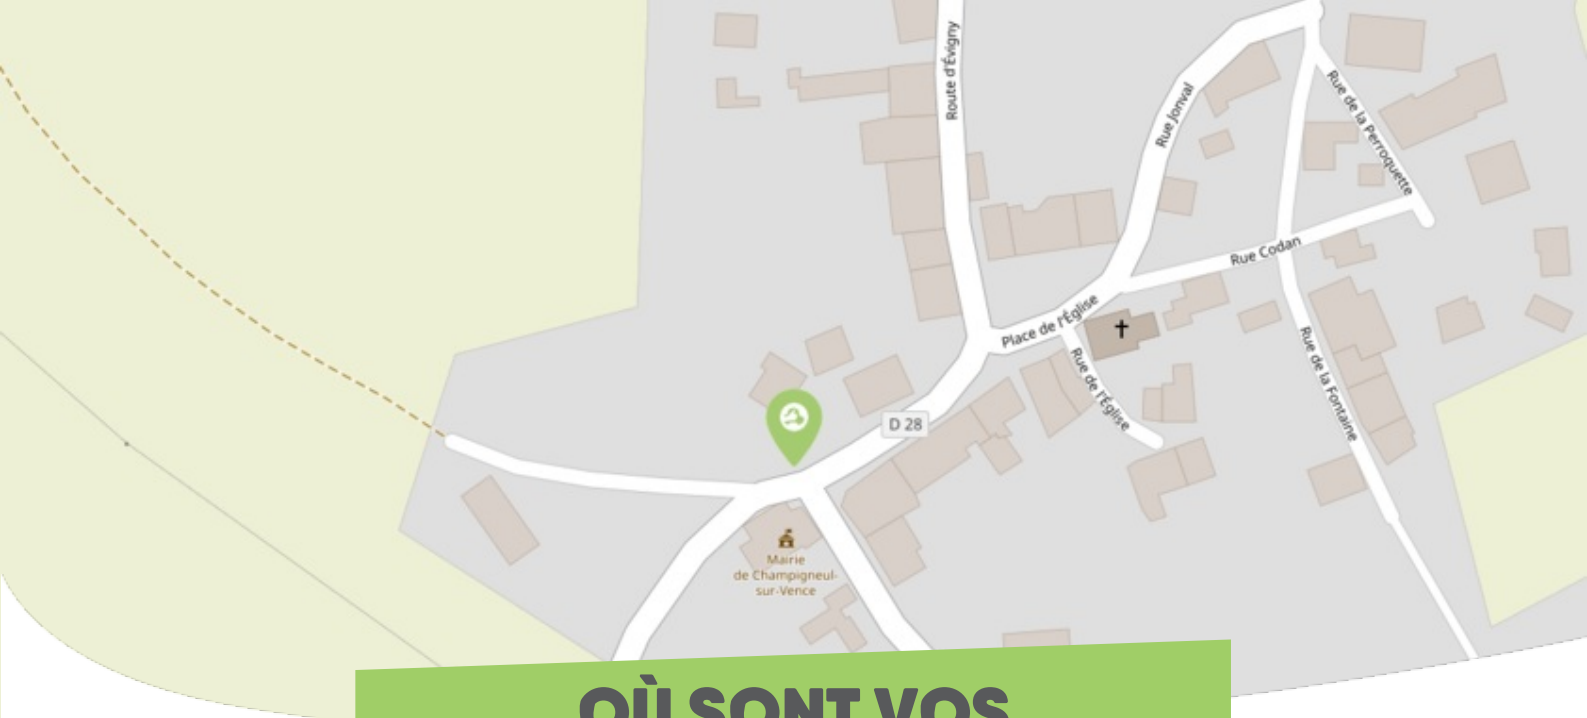 Route d'Évigny
Rue Jonval
Rue de la Perroquette
Rue Codan
Place de l'Église
Rue de l'Église
Rue de la Fontaine
D 28
Mairie
de Champigneul-
sur-Vence
OÙ SONT VOS